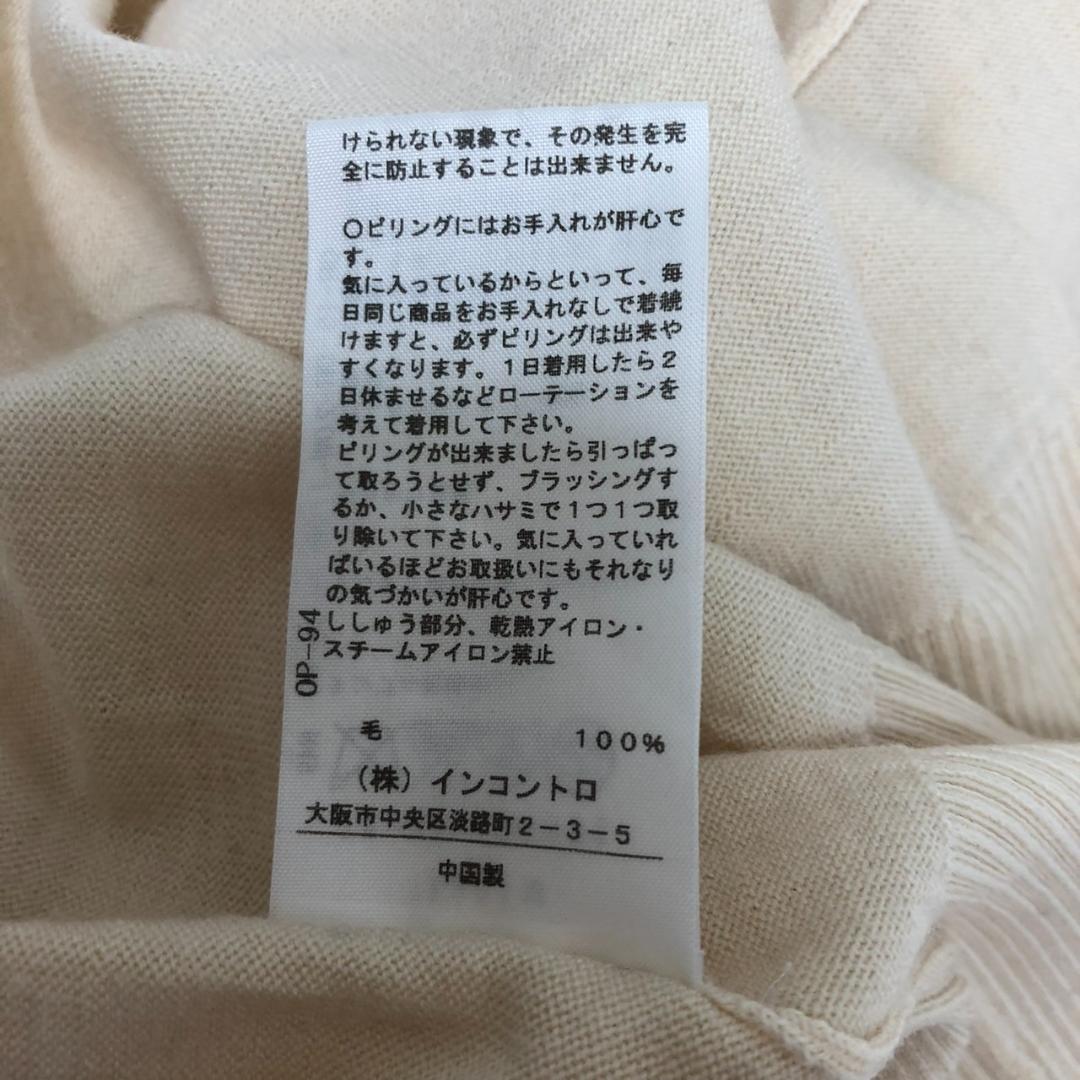 けられない現象で、その発生を完
全に防止することは出来ません。
〇ピリングにはお手入れが肝心で
す。
気に入っているからといって、毎
日同じ商品をお手入れなしで着続
けますと、必ずピリングは出来や
すくなります。1日着用したら2
日休ませるなどローテーションを
考えて着用して下さい。
ピリングが出来ましたら引っぱっ
て取ろうとせず、ブラッシングす
るか、小さなハサミで1つ1つ取
り除いて下さい。気に入っていれ
ばいるほどお取扱いにもそれなり
の気づかいが肝心です。
ししゅう部分、乾熱アイロン・
スチームアイロン禁止
OP-94
毛 100%
(株)インコントロ
大阪市中央区淡路町2-3-5
中国製